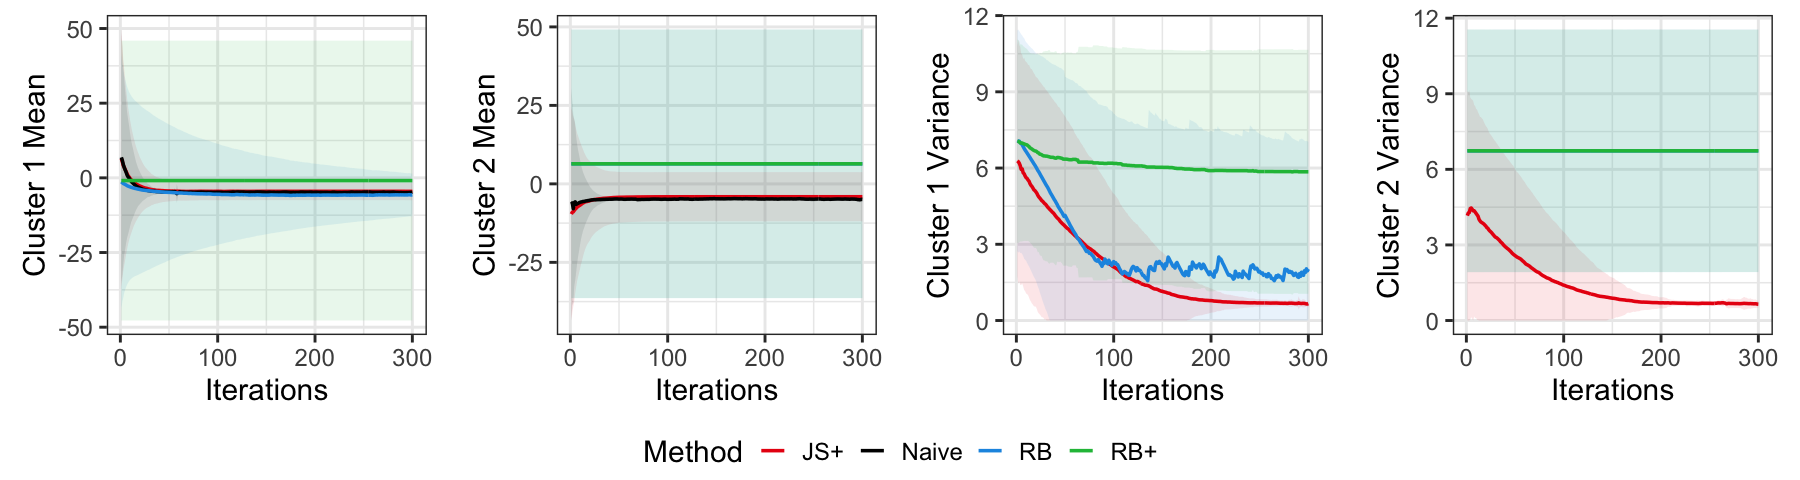 50
25
0
-25
-50
Cluster 1 Mean
0 100 200 300
Iterations
50
25
0
-25
Cluster 2 Mean
0 100 200 300
Iterations
12
9
6
3
0
Cluster 1 Variance
0 100 200 300
Iterations
12
9
6
3
0
Cluster 2 Variance
0 100 200 300
Iterations
Method JS+ Naive RB RB+